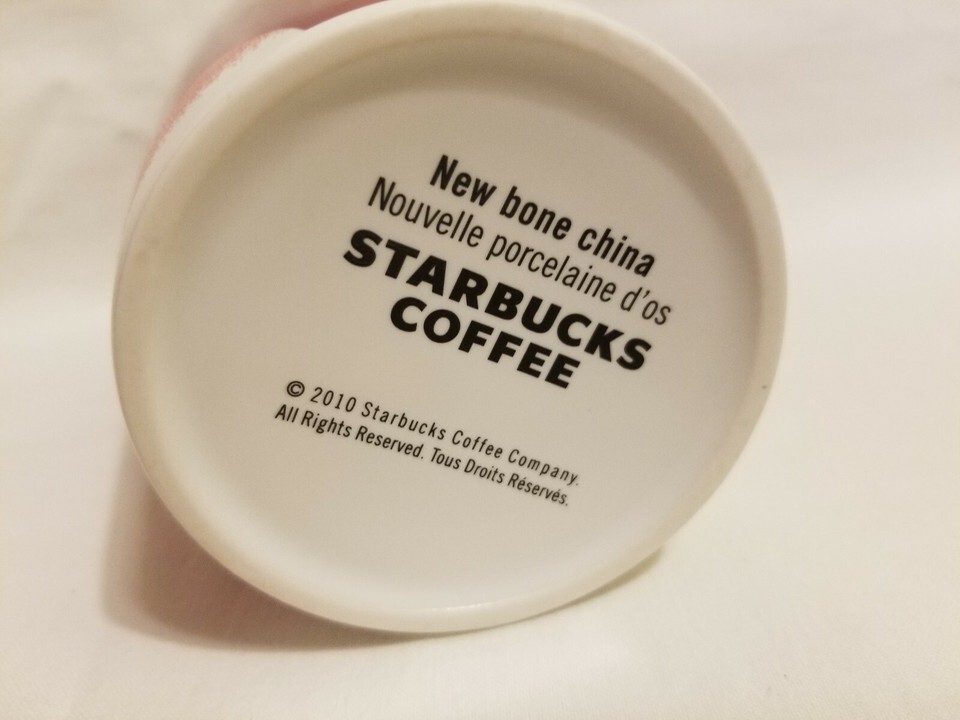 New bone china
Nouvelle porcelaine d'os
STARBUCKS
COFFEE
© 2010 Starbucks Coffee Company.
All Rights Reserved. Tous Droits Réservés.